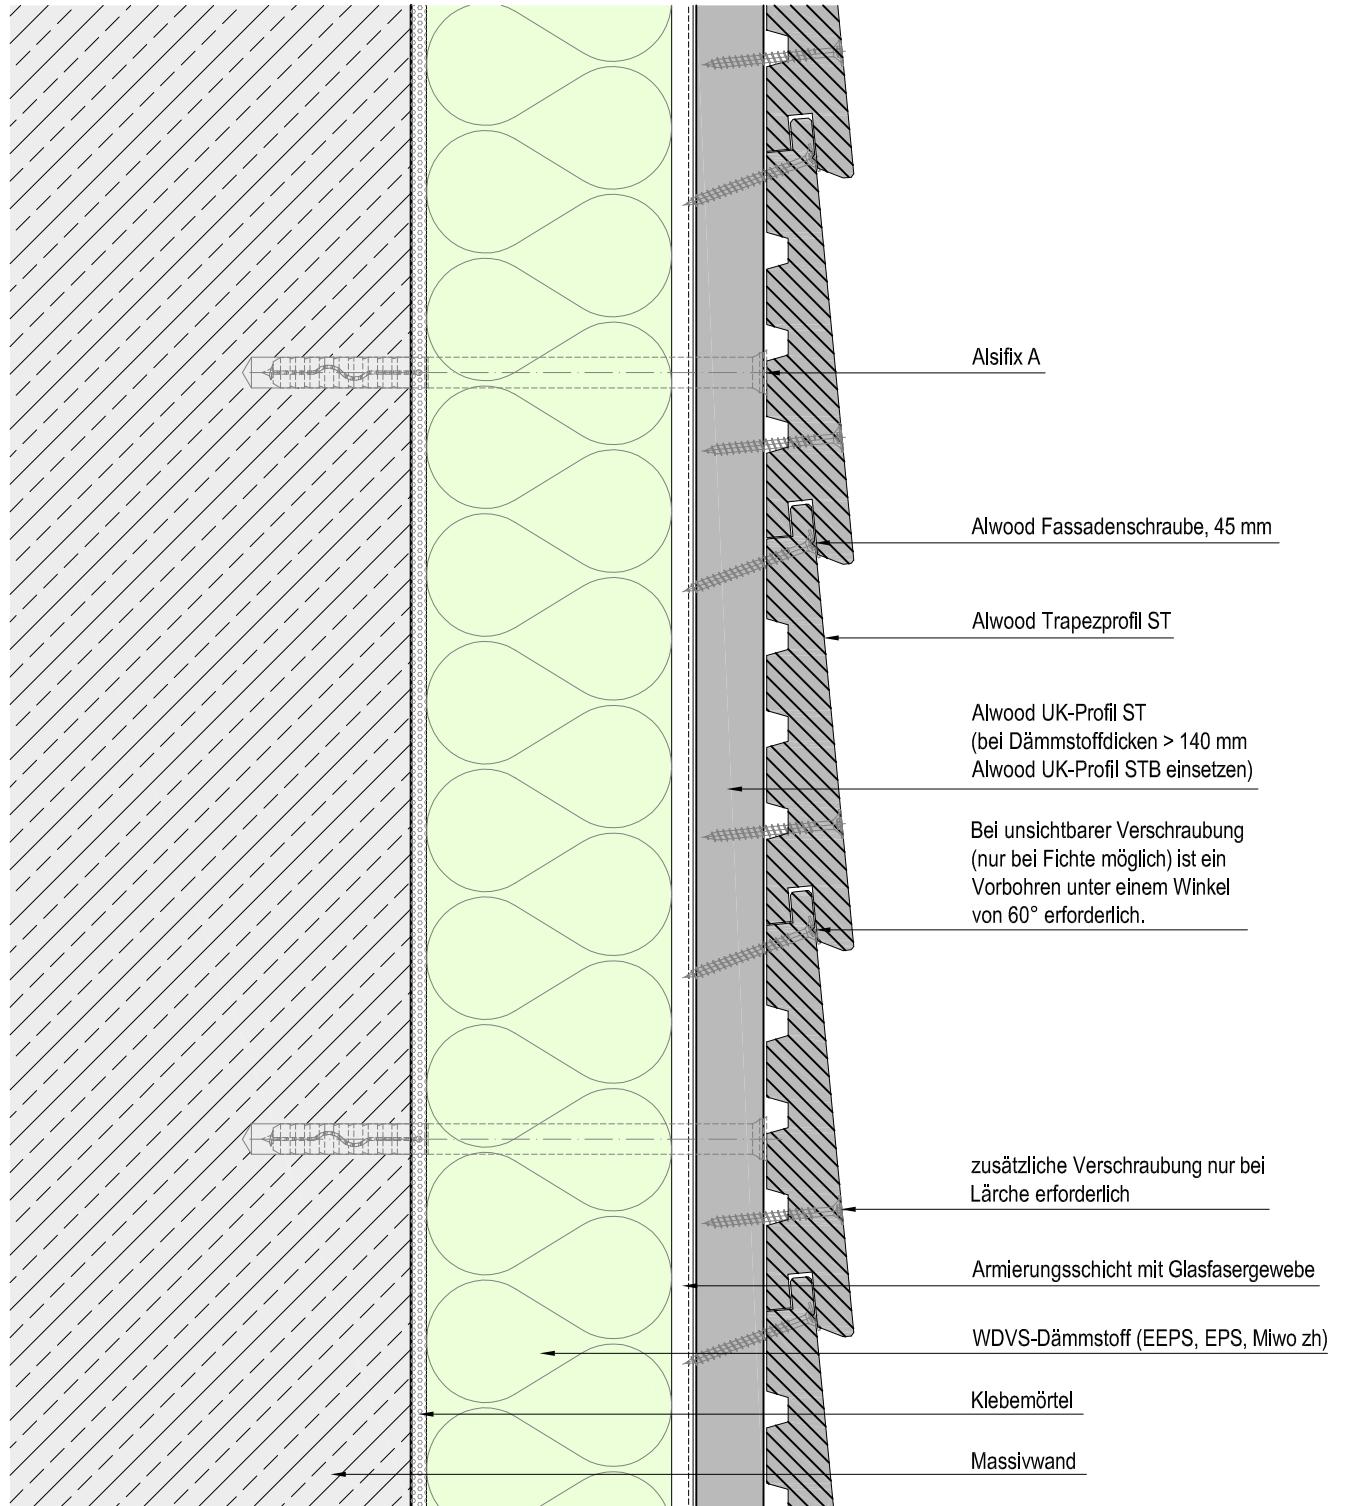 Alsifix A
Alwood Fassadenschraube, 45 mm
Alwood Trapezprofil ST
Alwood UK-Profil ST
(bei Dämmstoffdicken > 140 mm
Alwood UK-Profil STB einsetzen)
Bei unsichtbarer Verschraubung
(nur bei Fichte möglich) ist ein
Vorbohren unter einem Winkel
von 60° erforderlich.
zusätzliche Verschraubung nur bei
Lärche erforderlich
Armierungsschicht mit Glasfasergewebe
WDVS-Dämmstoff (EEPS, EPS, Miwo zh)
Klebemörtel
Massivwand